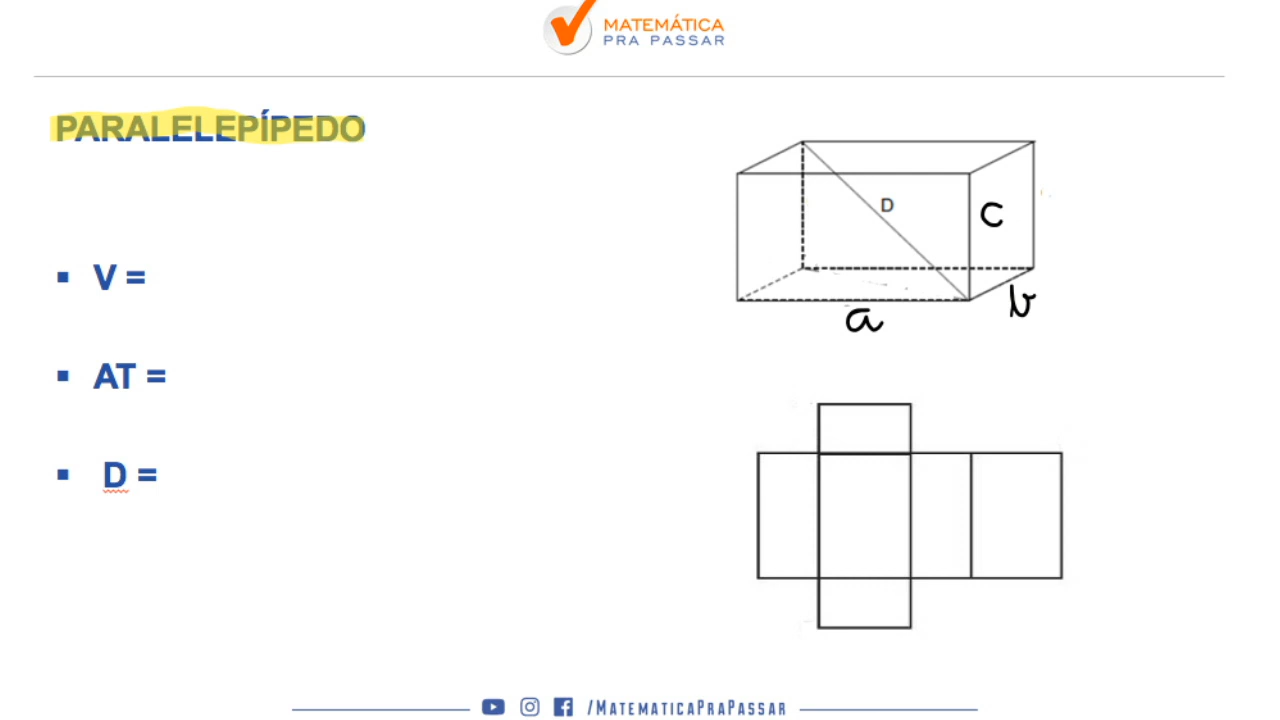 MATEMÁTICA
PRA PASSAR
PARALELEPÍPEDO
D
C
b
a
▪ V =
▪ AT =
▪ D =
/MATEMATICAPRAPASSAR